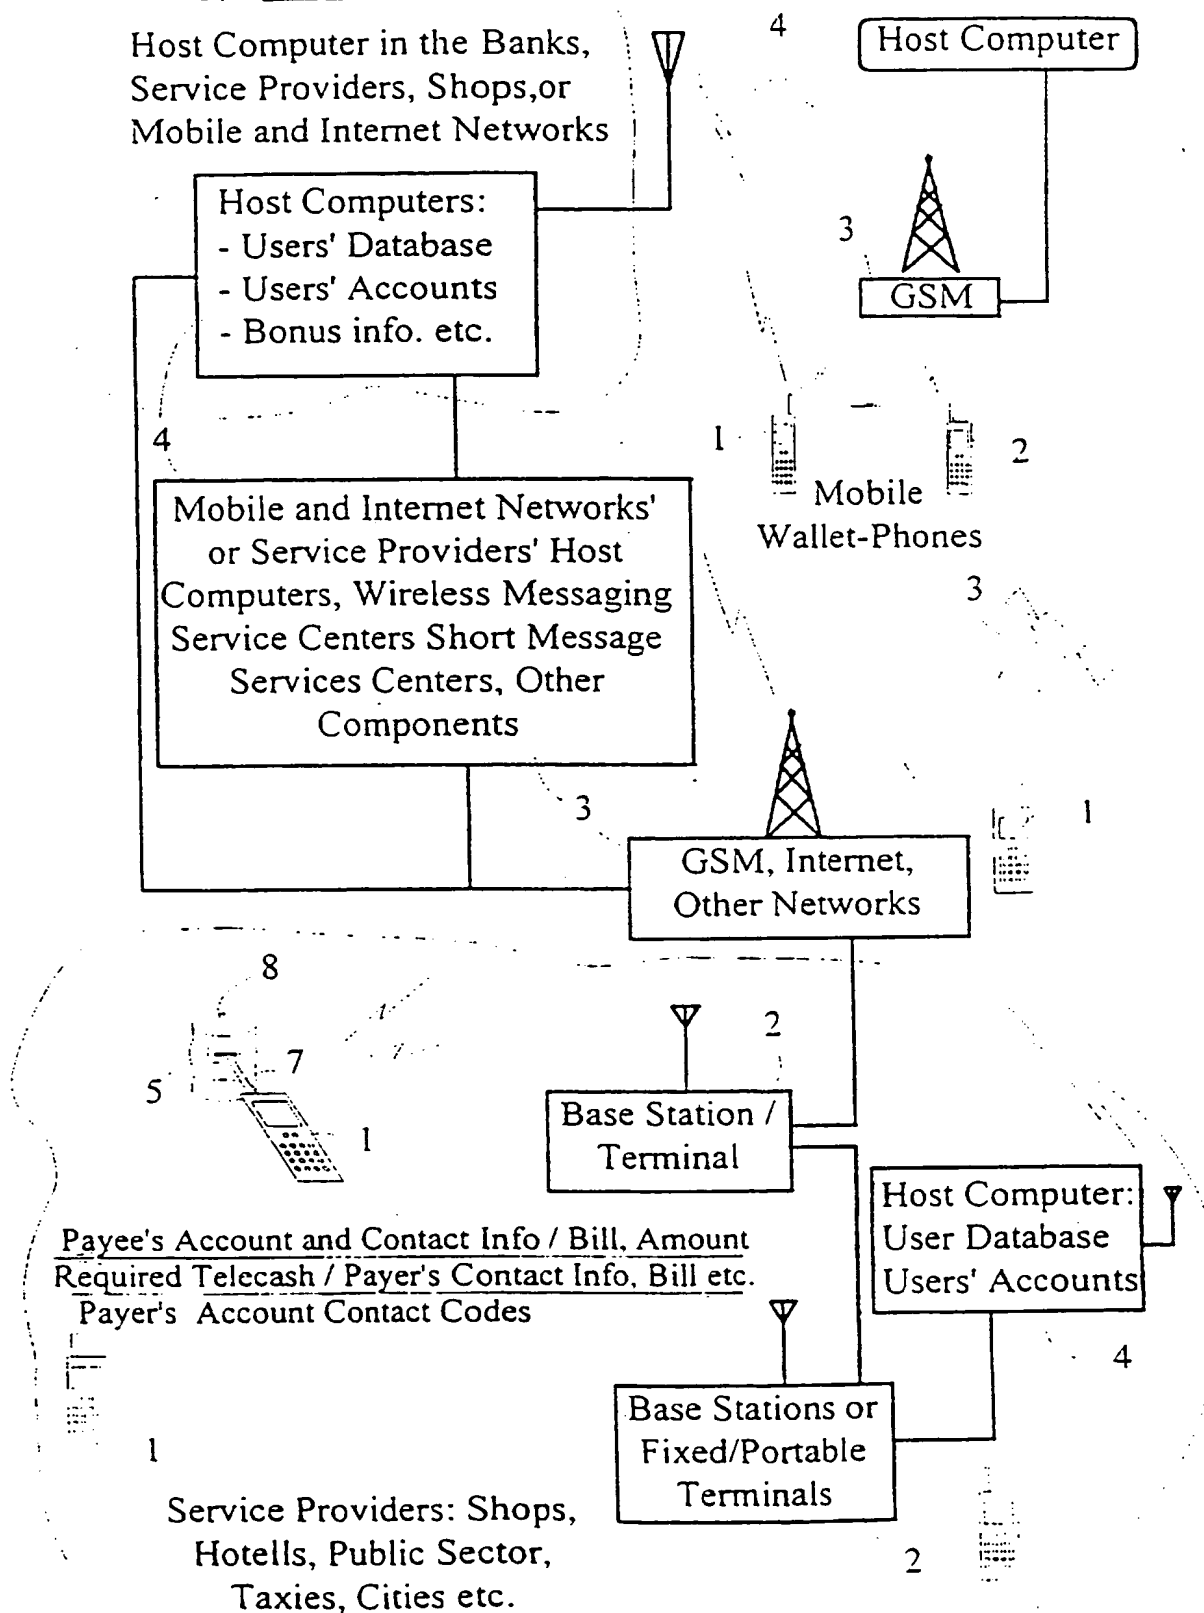 Host Computer in the Banks,
Service Providers, Shops,or
Mobile and Internet Networks
4
Host Computer
Host Computers:
- Users' Database
- Users' Accounts
- Bonus info. etc.
3
GSM
4
1
2
Mobile
Wallet-Phones
Mobile and Internet Networks'
or Service Providers' Host
Computers, Wireless Messaging
Service Centers Short Message
Services Centers, Other
Components
3
3
1
GSM, Internet,
Other Networks
8
7
5
1
2
Base Station /
Terminal
Host Computer:
User Database
Users' Accounts
Payee's Account and Contact Info / Bill, Amount
Required Telecash / Payer's Contact Info, Bill etc.
Payer's Account Contact Codes
4
Base Stations or
Fixed/Portable
Terminals
1
2
Service Providers: Shops,
Hotells, Public Sector,
Taxies, Cities etc.